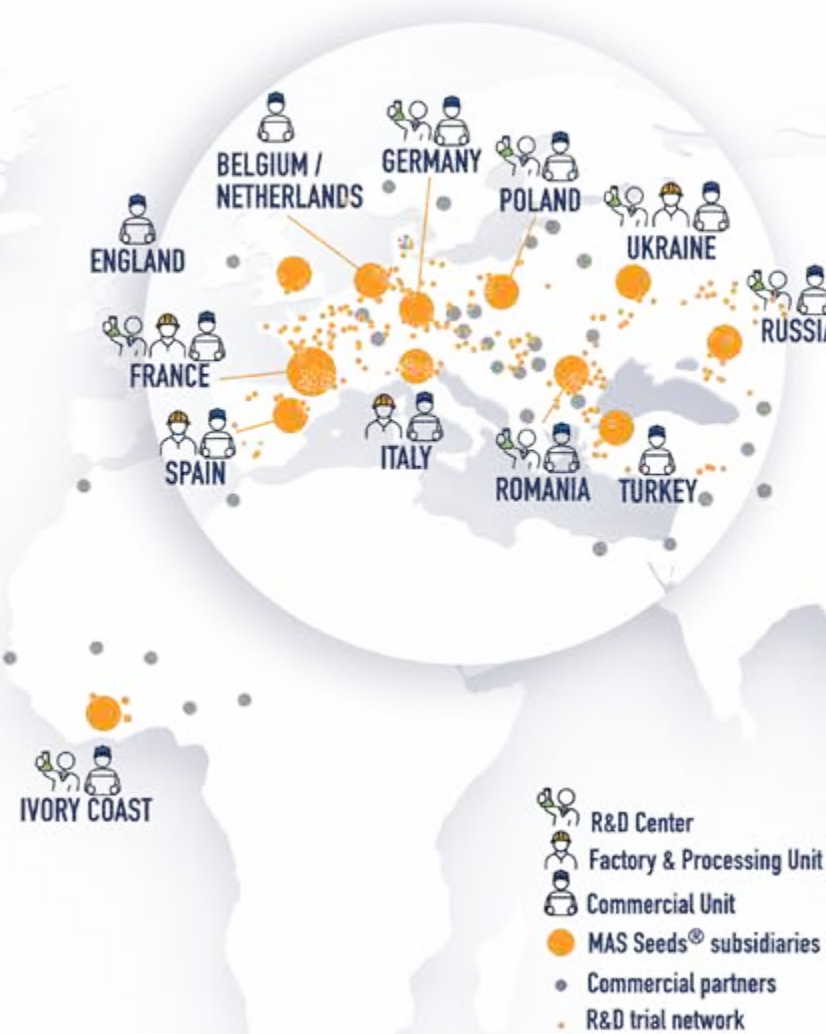 BELGIUM /
NETHERLANDS
GERMANY
POLAND
UKRAINE
ENGLAND
RUSSIA
FRANCE
SPAIN
ITALY
ROMANIA
TURKEY
IVORY COAST
R&D Center
Factory & Processing Unit
Commercial Unit
MAS Seeds® subsidiaries
Commercial partners
R&D trial network